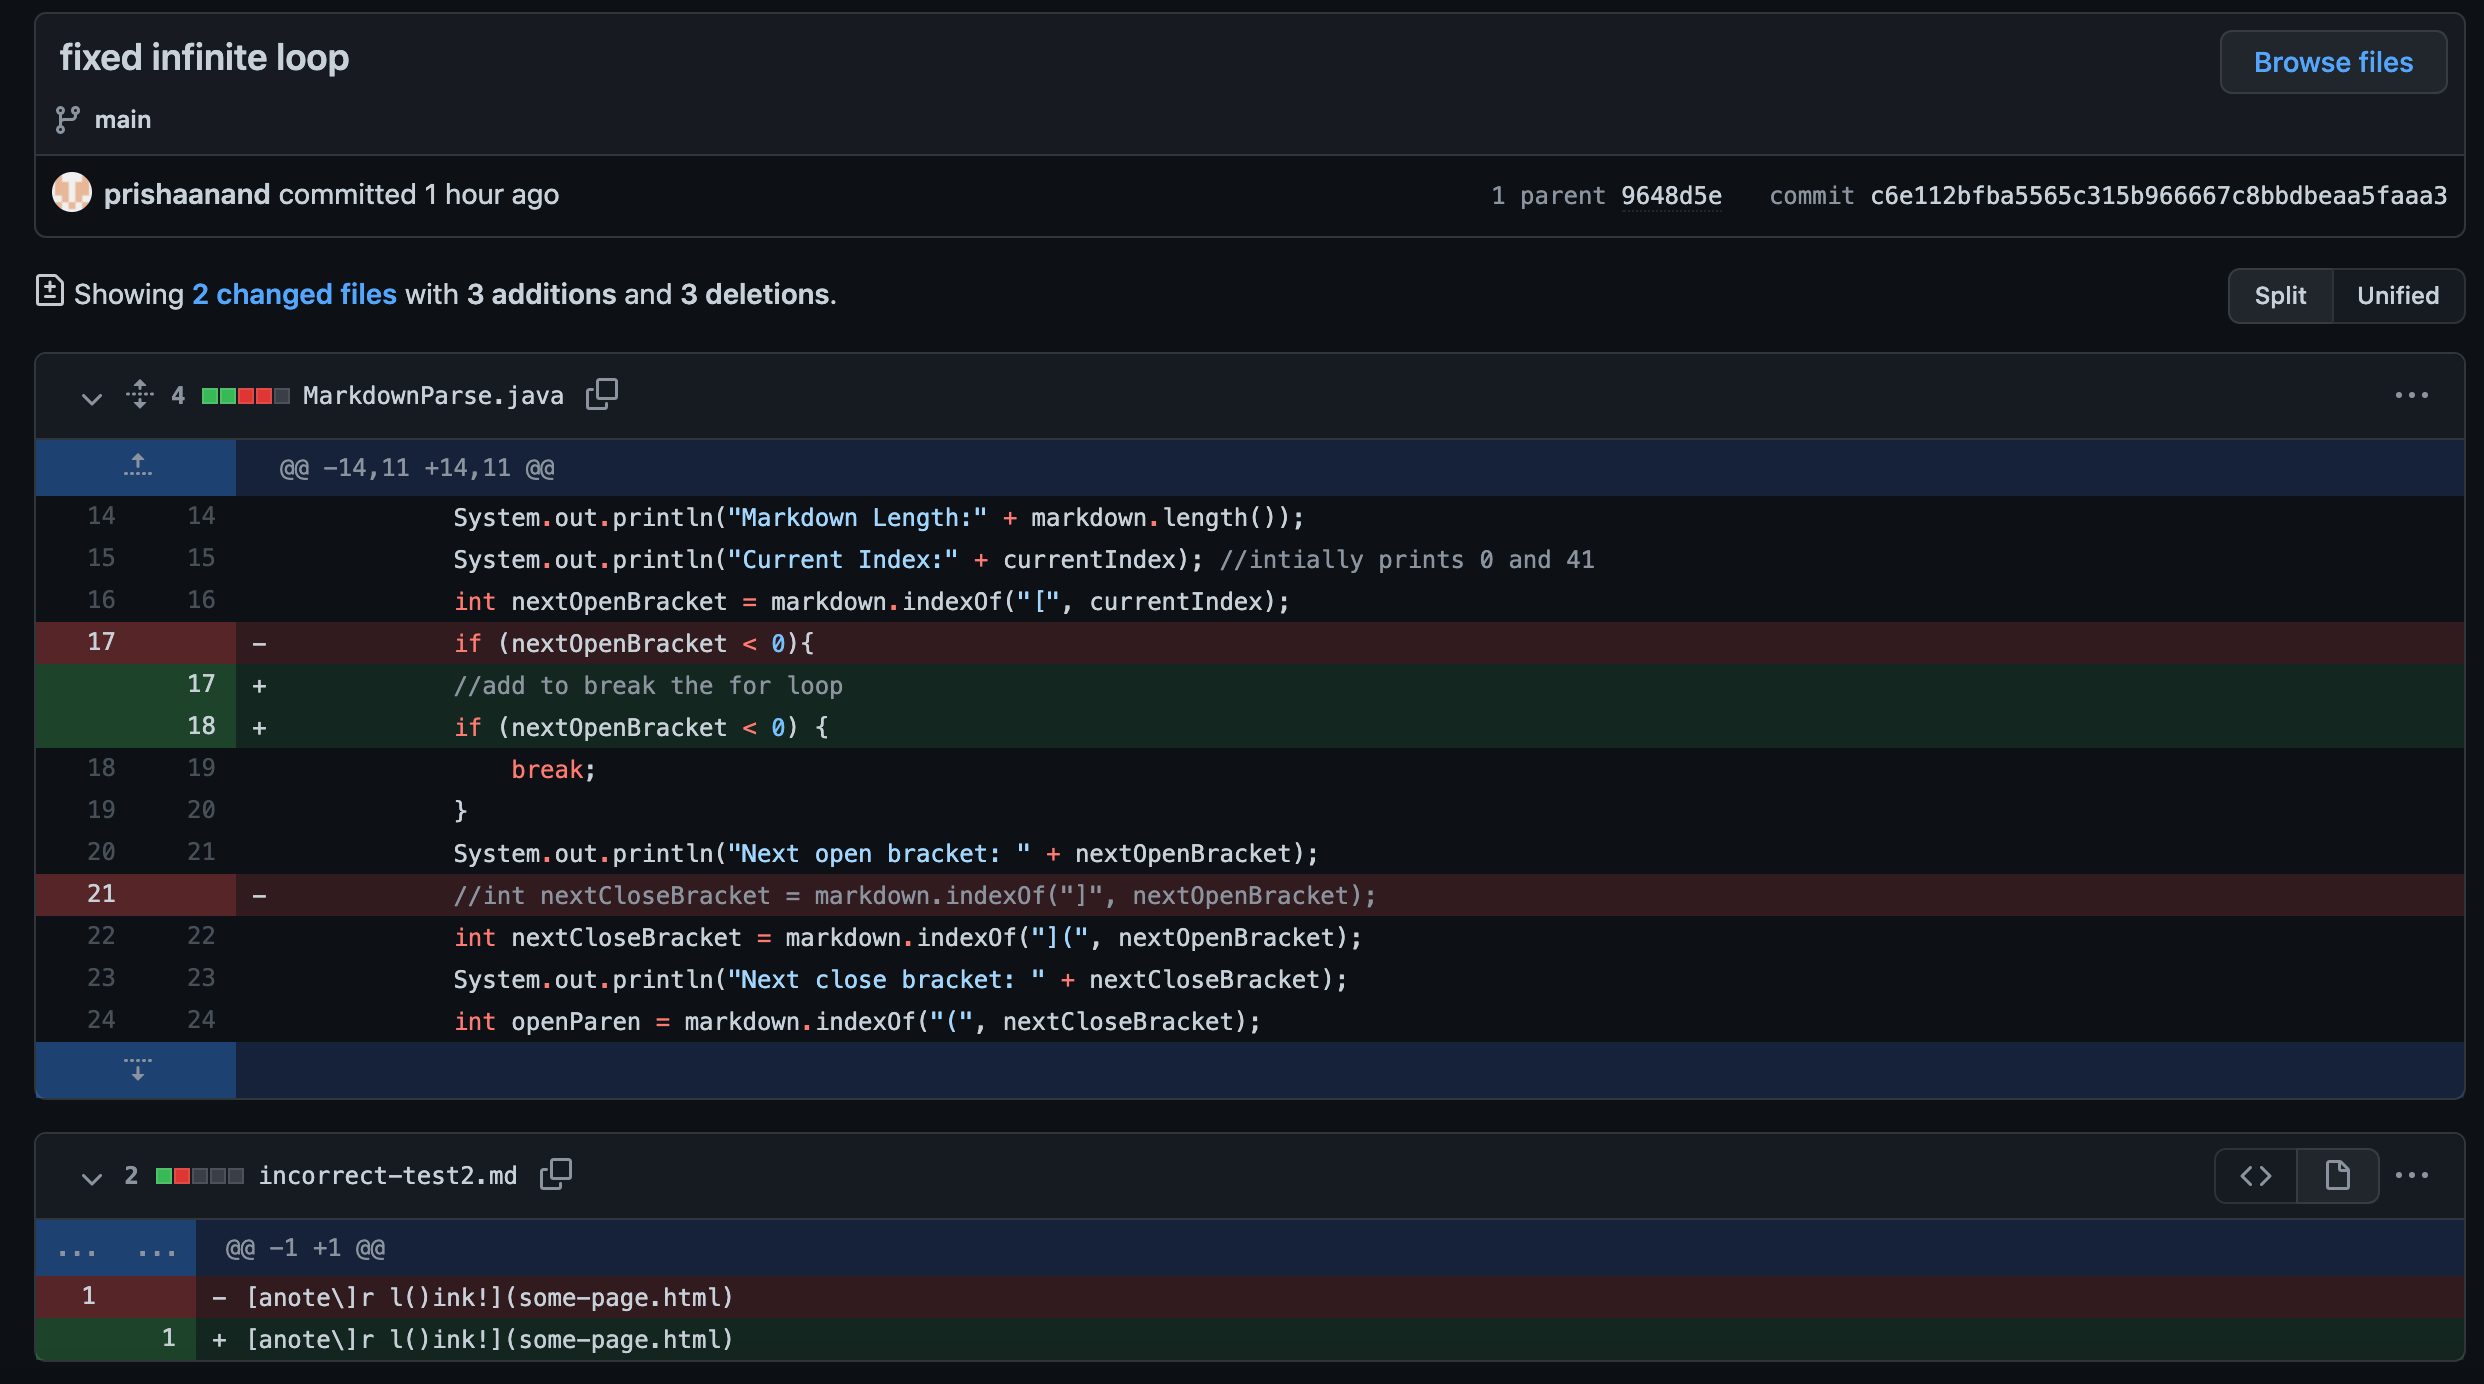 fixed infinite loop
Browse files
main
prishaanand committed 1 hour ago
1 parent 9648d5e commit c6e112bfba5565c315b966667c8bbdbeaa5faaa3
Showing 2 changed files with 3 additions and 3 deletions.
Split Unified
4 MarkdownParse.java
@@ -14,11 +14,11 @@
14 14 System.out.println("Markdown Length:" + markdown.length());
15 15 System.out.println("Current Index:" + currentIndex); //intially prints 0 and 41
16 16 int nextOpenBracket = markdown.indexOf("[", currentIndex);
17 - if (nextOpenBracket < 0){
17 + //add to break the for loop
18 + if (nextOpenBracket < 0) {
18 19 break;
19 20 }
20 21 System.out.println("Next open bracket: " + nextOpenBracket);
21 - //int nextCloseBracket = markdown.indexOf("]", nextOpenBracket);
22 22 int nextCloseBracket = markdown.indexOf("](", nextOpenBracket);
23 23 System.out.println("Next close bracket: " + nextCloseBracket);
24 24 int openParen = markdown.indexOf("(", nextCloseBracket);
2 incorrect-test2.md
... ... @@ -1 +1 @@
1 - [anote\]r l()ink!](some-page.html)
1 + [anote\]r l()ink!](some-page.html)